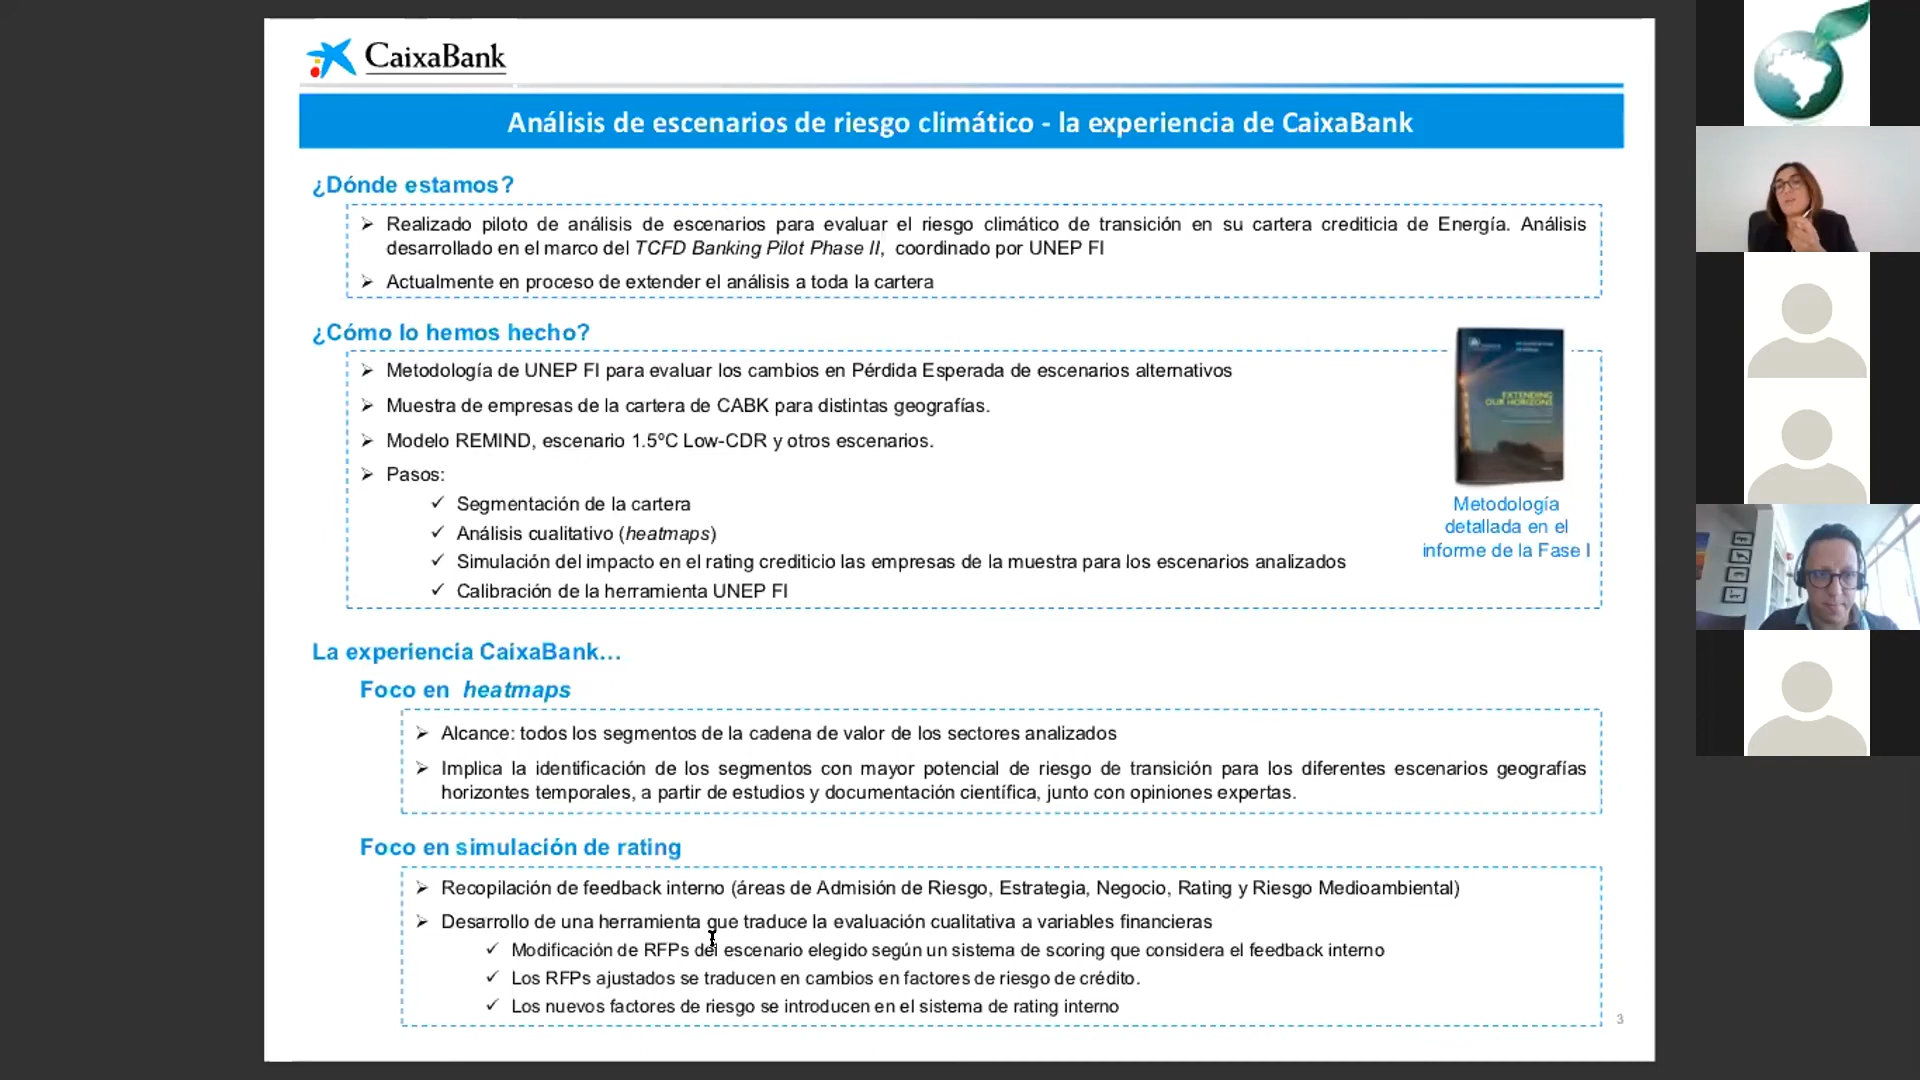 CaixaBank
Análisis de escenarios de riesgo climático - la experiencia de CaixaBank
¿Dónde estamos?
Realizado piloto de análisis de escenarios para evaluar el riesgo climático de transición en su cartera crediticia de Energía. Análisis
desarrollado en el marco del TCFD Banking Pilot Phase II, coordinado por UNEP FI
Actualmente en proceso de extender el análisis a toda la cartera
¿Cómo lo hemos hecho?
Metodología de UNEP FI para evaluar los cambios en Pérdida Esperada de escenarios alternativos
Muestra de empresas de la cartera de CABK para distintas geografías.
Modelo REMIND, escenario 1.5ºC Low-CDR y otros escenarios.
Pasos:
Segmentación de la cartera
Análisis cualitativo (heatmaps)
Simulación del impacto en el rating crediticio las empresas de la muestra para los escenarios analizados
Calibración de la herramienta UNEP FI
EXTENDING
OUR HORIZONS
Metodología
detallada en el
informe de la Fase I
La experiencia CaixaBank…
Foco en heatmaps
Alcance: todos los segmentos de la cadena de valor de los sectores analizados
Implica la identificación de los segmentos con mayor potencial de riesgo de transición para los diferentes escenarios geografías
horizontes temporales, a partir de estudios y documentación científica, junto con opiniones expertas.
Foco en simulación de rating
Recopilación de feedback interno (áreas de Admisión de Riesgo, Estrategia, Negocio, Rating y Riesgo Medioambiental)
Desarrollo de una herramienta que traduce la evaluación cualitativa a variables financieras
Modificación de RFPs del escenario elegido según un sistema de scoring que considera el feedback interno
Los RFPs ajustados se traducen en cambios en factores de riesgo de crédito.
Los nuevos factores de riesgo se introducen en el sistema de rating interno
3